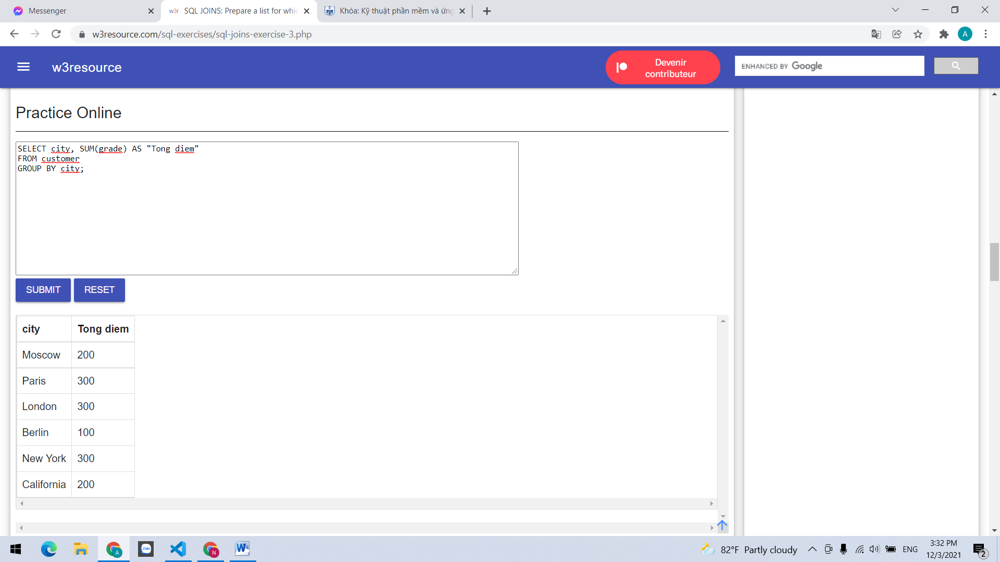 Messenger
w3r SQL JOINS: Prepare a list for whic
Khóa: Kỹ thuật phần mềm và ứng
w3resource.com/sql-exercises/sql-joins-exercise-3.php
A
w3resource
Devenir
contributeur
ENHANCED BY Google
Practice Online
SELECT city, SUM(grade) AS "Tong diem"
FROM customer
GROUP BY city;
SUBMIT RESET
city Tong diem
Moscow 200
Paris 300
London 300
Berlin 100
New York 300
California 200
A
Zalo
N
W
82°F Partly cloudy
ENG
3:32 PM
12/3/2021
2